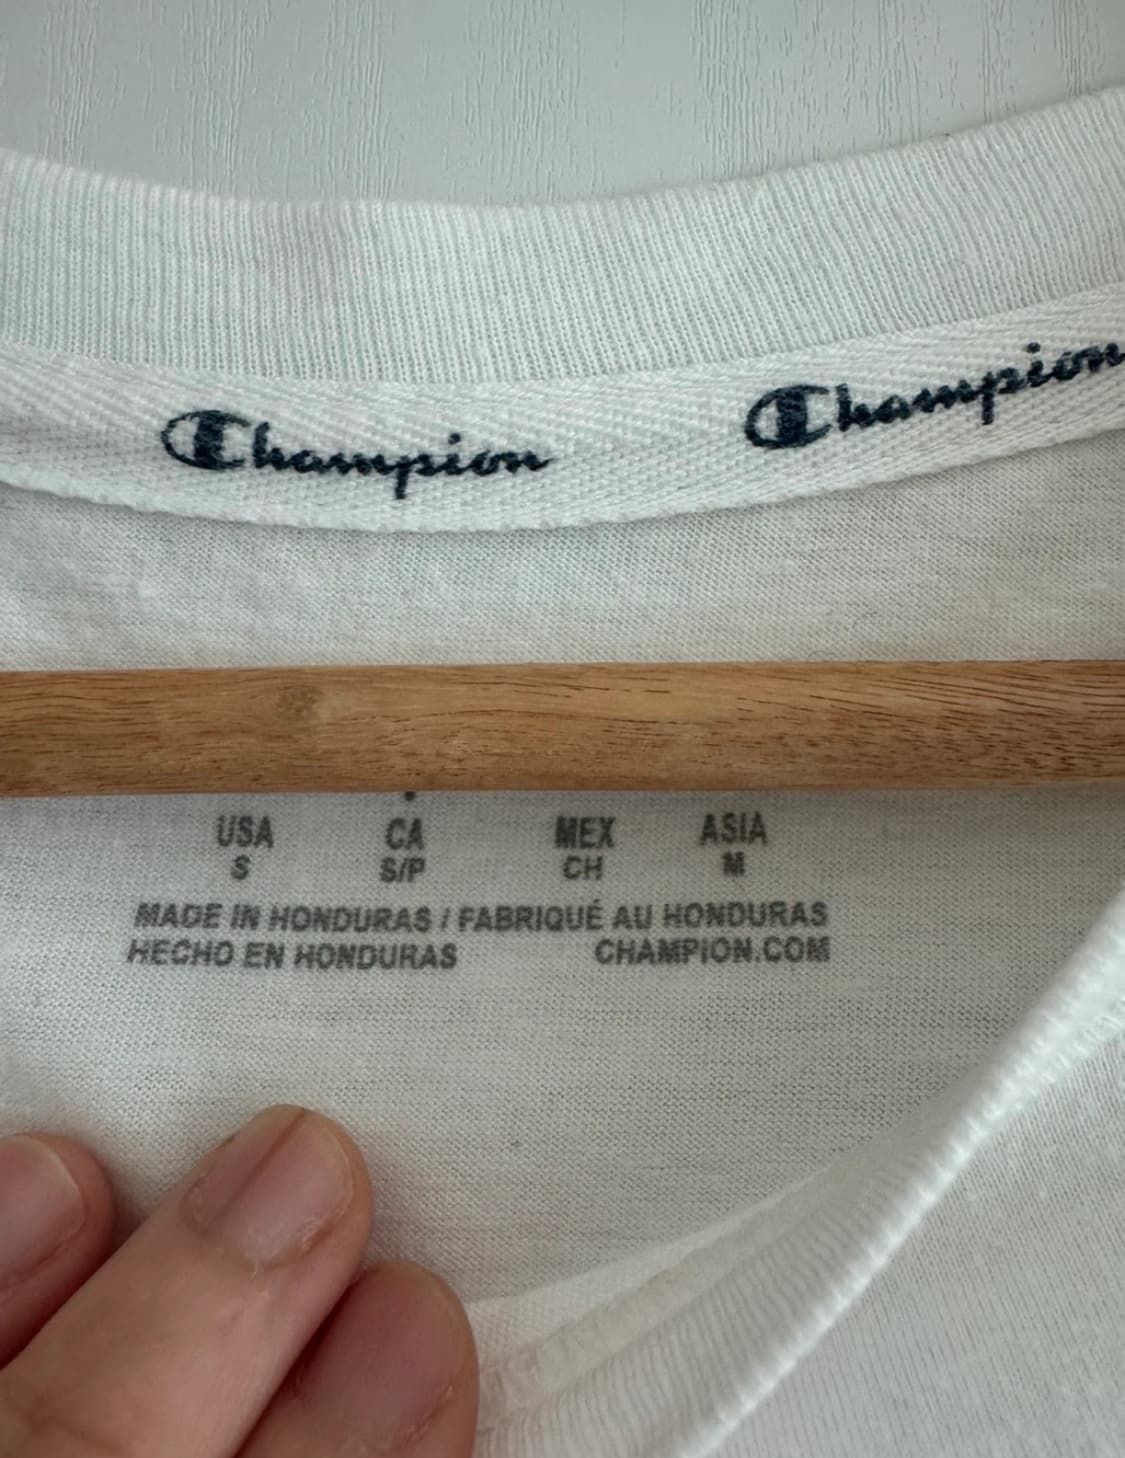 Champion Champion
USA CA MEX ASIA
S S/P CH M
MADE IN HONDURAS / FABRIQUÉ AU HONDURAS
HECHO EN HONDURAS CHAMPION.COM